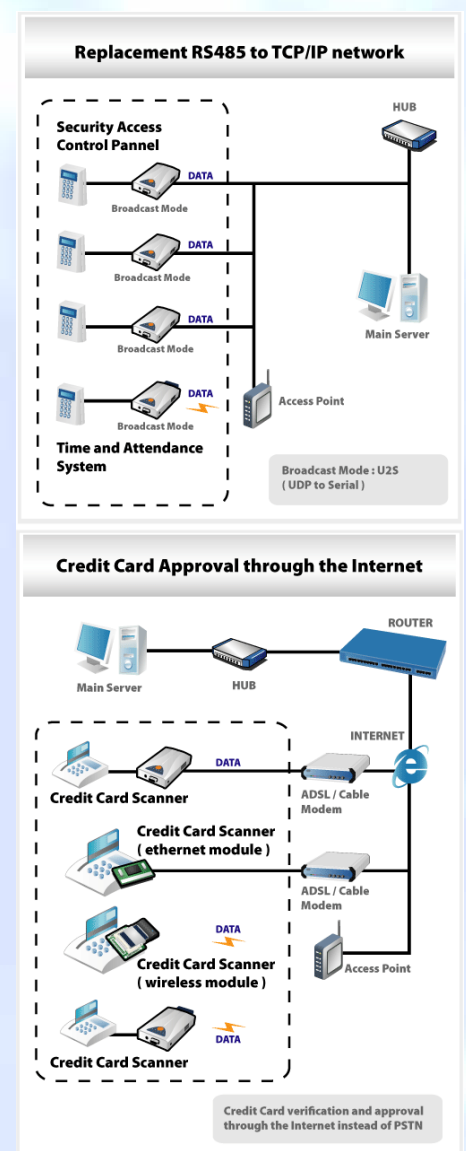 Replacement RS485 to TCP/IP network
HUB
Security Access
Control Pannel
DATA
Broadcast Mode
DATA
Broadcast Mode
Main Server
DATA
Broadcast Mode
DATA
Access Point
Broadcast Mode
Time and Attendance
System
Broadcast Mode : U2S
( UDP to Serial )
Credit Card Approval through the Internet
ROUTER
Main Server
HUB
INTERNET
DATA
Credit Card Scanner
ADSL / Cable
Modem
Credit Card Scanner
( ethernet module )
ADSL / Cable
Modem
DATA
Credit Card Scanner
( wireless module )
Access Point
DATA
Credit Card Scanner
Credit Card verification and approval
through the Internet instead of PSTN